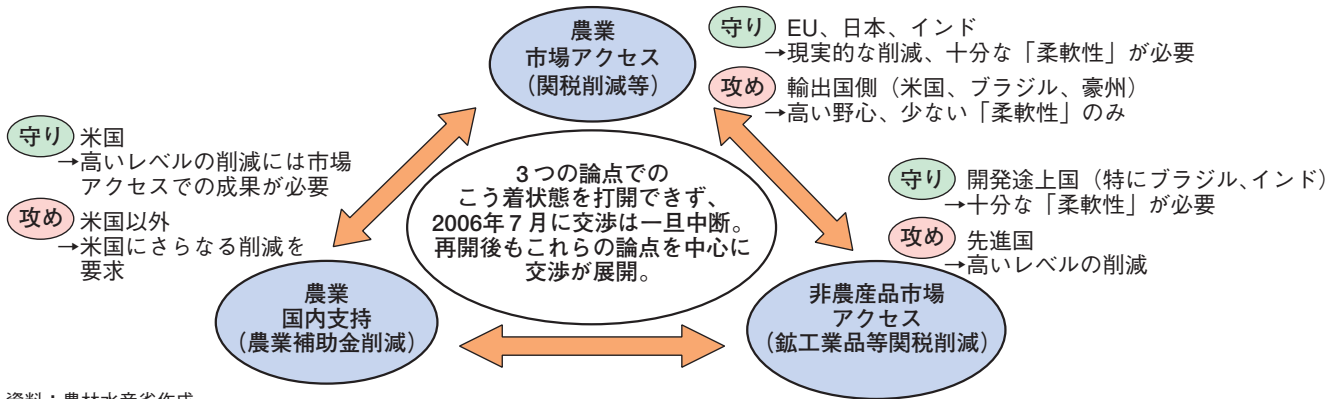 農業
市場アクセス
（関税削減等）
守り EU、日本、インド
→現実的な削減、十分な「柔軟性」が必要
攻め 輸出国側（米国、ブラジル、豪州）
→高い野心、少ない「柔軟性」のみ
守り 米国
→高いレベルの削減には市場
アクセスでの成果が必要
攻め 米国以外
→米国にさらなる削減を
要求
3つの論点での
こう着状態を打開できず、
2006年7月に交渉は一旦中断。
再開後もこれらの論点を中心に
交渉が展開。
守り 開発途上国（特にブラジル、インド）
→十分な「柔軟性」が必要
攻め 先進国
→高いレベルの削減
農業
国内支持
（農業補助金削減）
非農産品市場
アクセス
（鉱工業品等関税削減）
資料：農林水産省作成